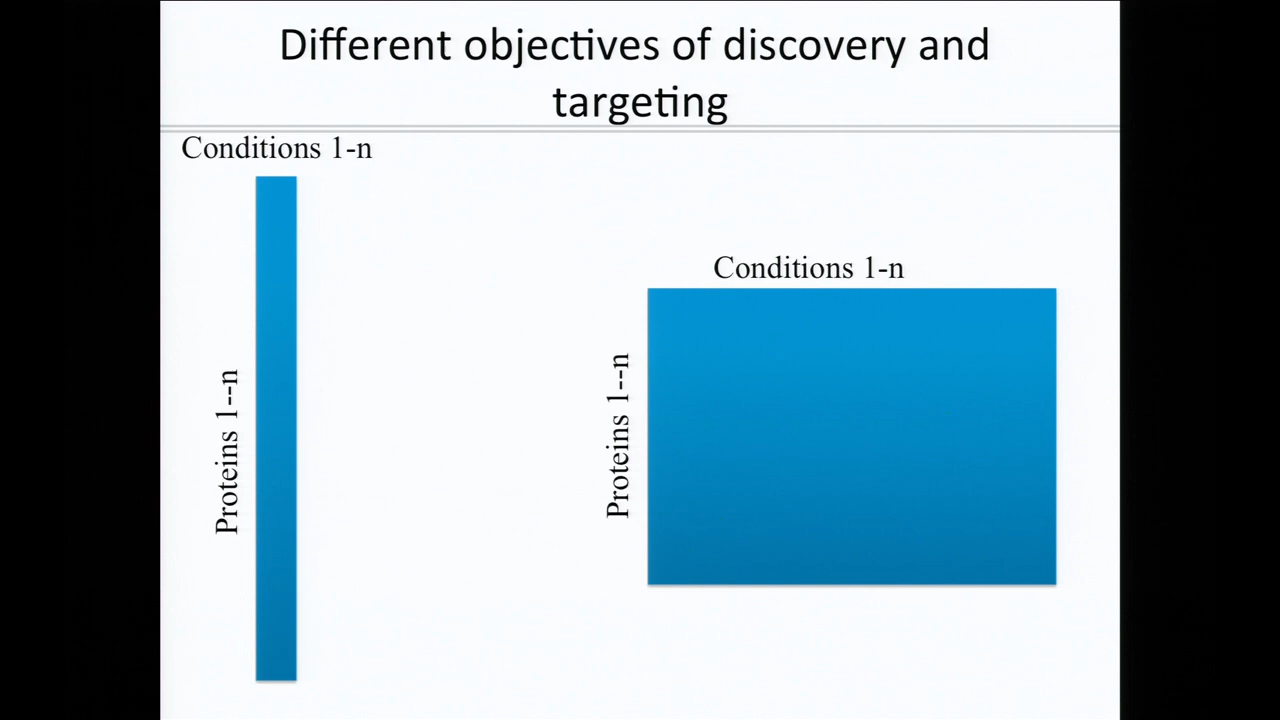 Different objectives of discovery and
targeting
Conditions 1-n
Proteins 1--n
Conditions 1-n
Proteins 1--n